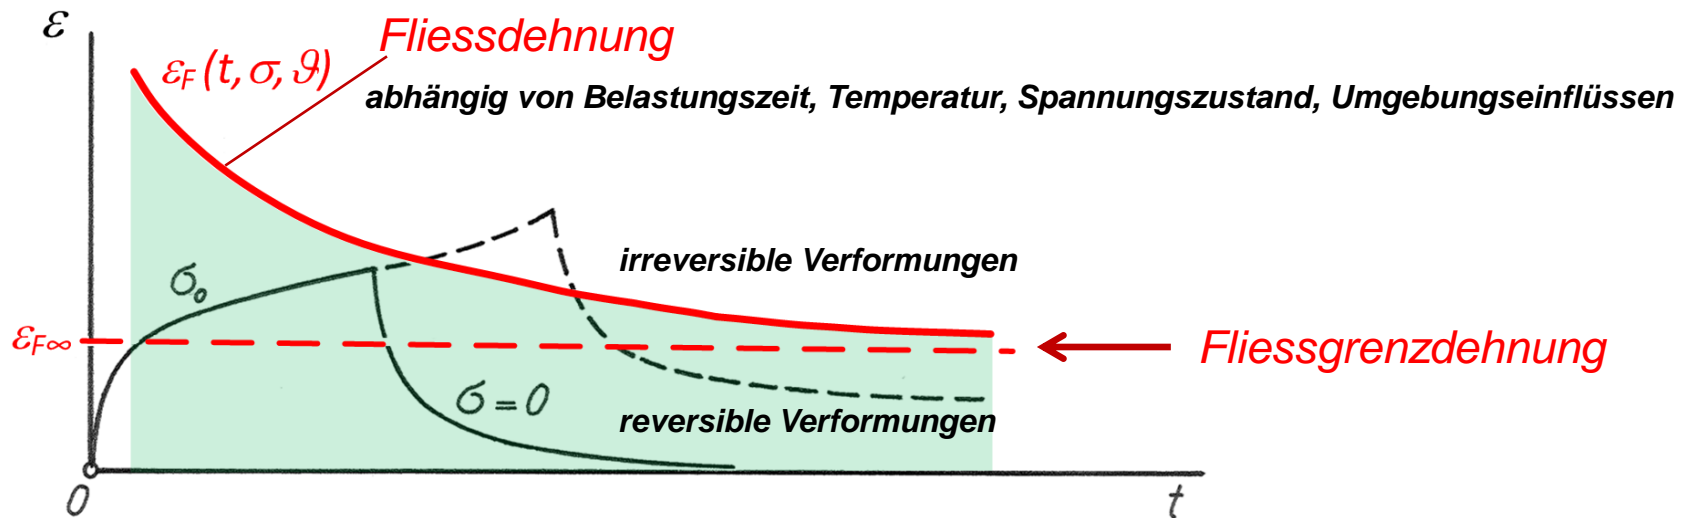 ε
Fliessdehnung
εF (t, σ, ϑ)
abhängig von Belastungszeit, Temperatur, Spannungszustand, Umgebungseinflüssen
irreversible Verformungen
σ₀
εF∞
Fliessgrenzdehnung
σ = 0
reversible Verformungen
0
t